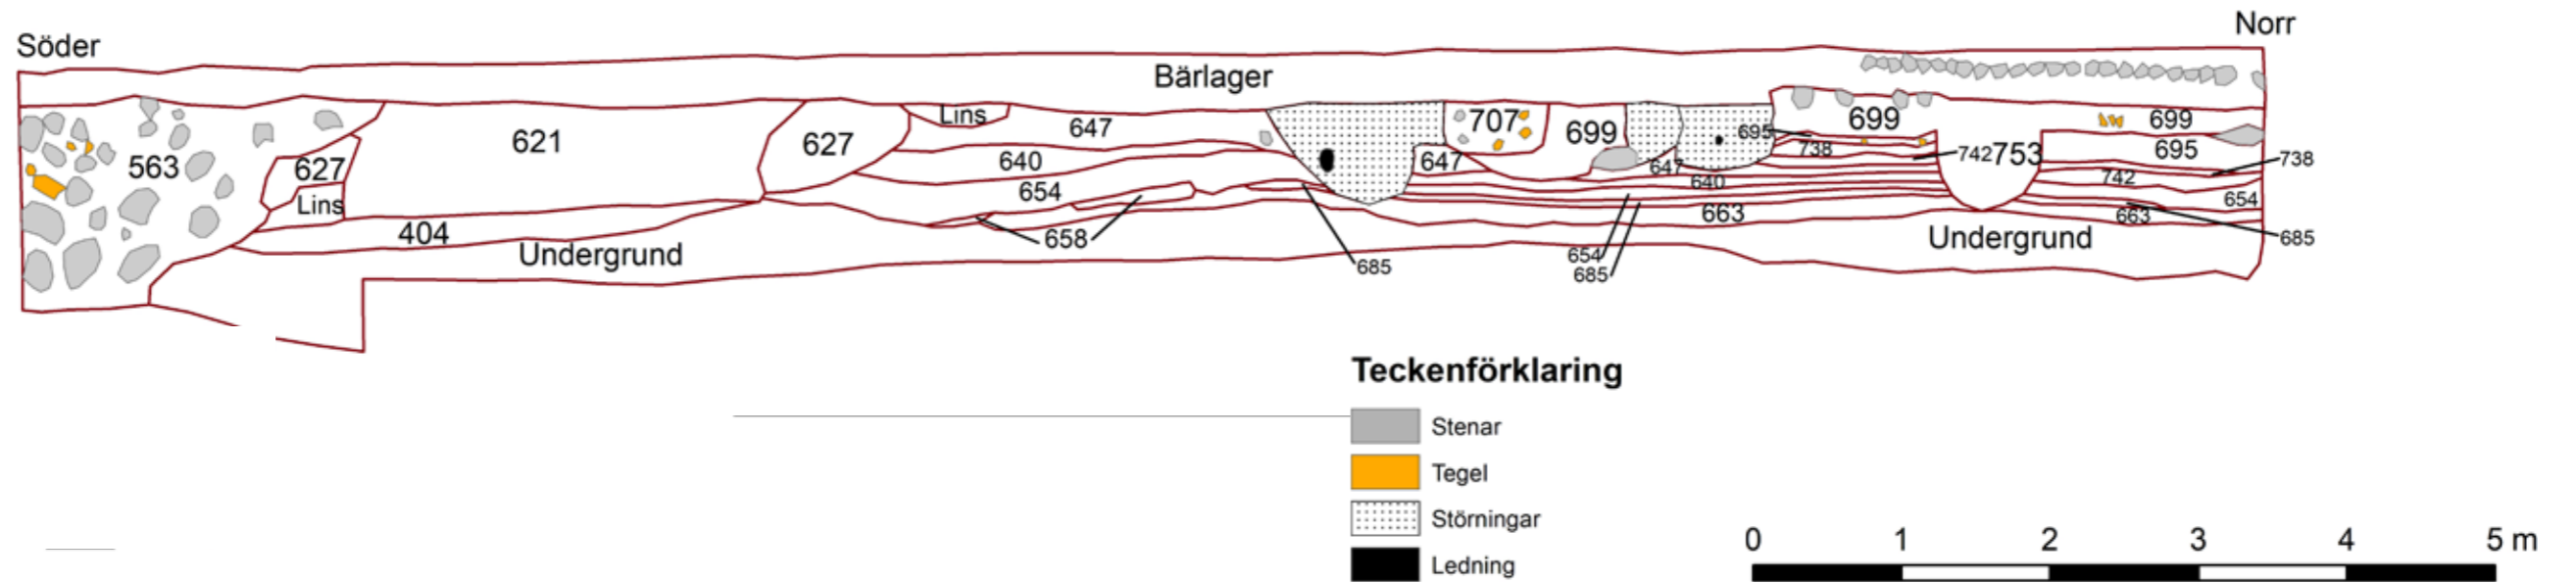 Söder
Norr
Bärlager
563
627
Lins
404
621
Undergrund
627
Lins
647
640
654
658
685
707
647
699
647
640
654
685
663
695
738
699
742
753
Undergrund
699
695
738
742
654
663
685
Teckenförklaring
Stenar
Tegel
Störningar
Ledning
0 1 2 3 4 5 m